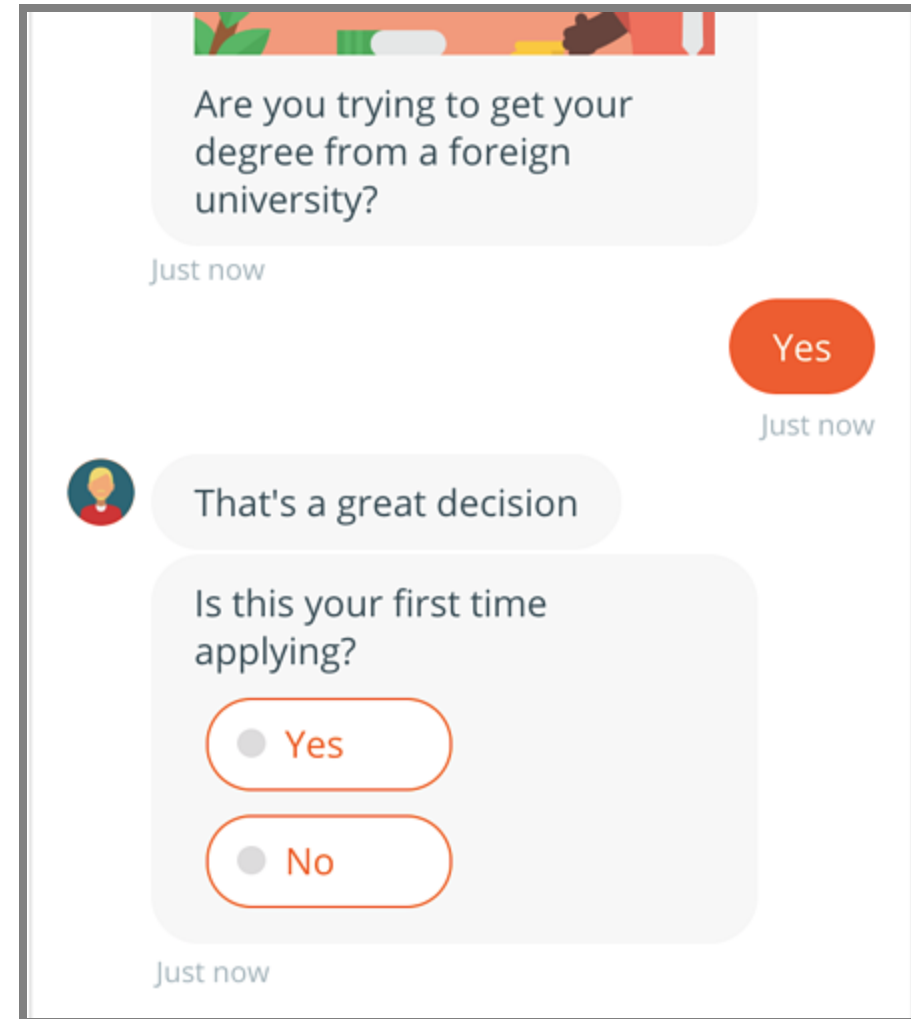 Are you trying to get your
degree from a foreign
university?
Just now
Yes
Just now
That's a great decision
Is this your first time
applying?
Yes
No
Just now